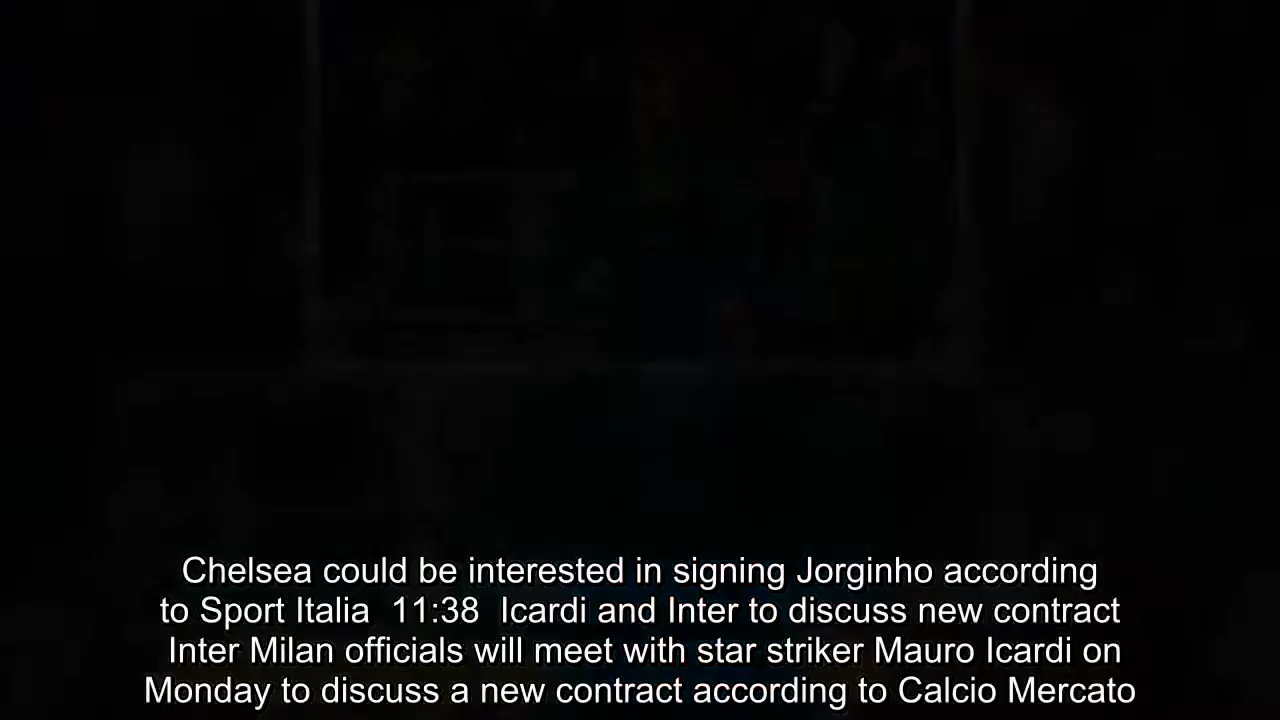 Chelsea could be interested in signing Jorginho according
to Sport Italia  11:38  Icardi and Inter to discuss new contract
Inter Milan officials will meet with star striker Mauro Icardi on
Monday to discuss a new contract according to Calcio Mercato